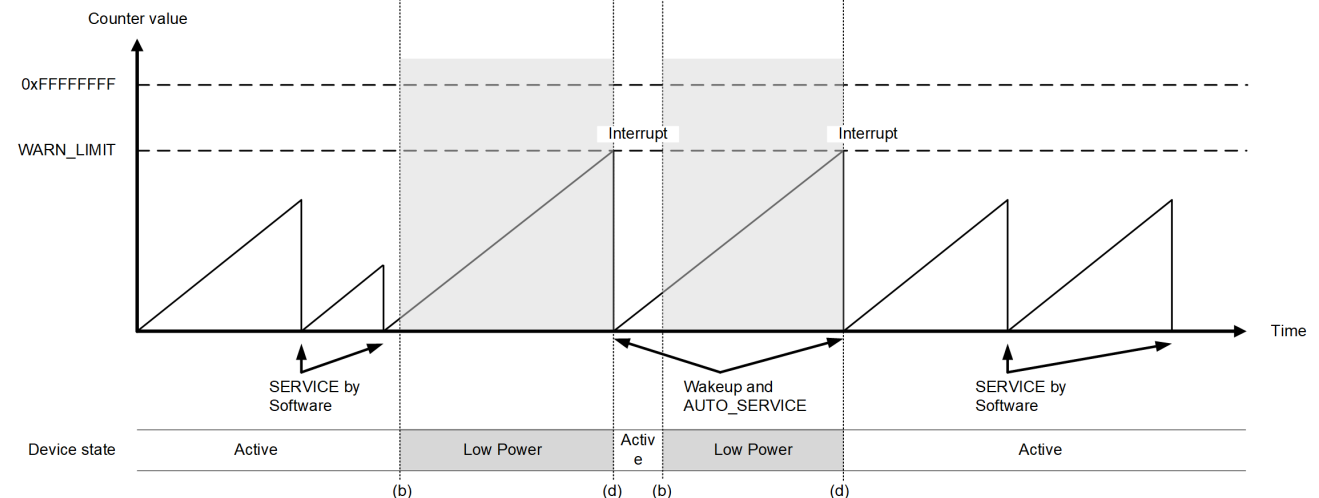 Counter value
0xFFFFFFFF
WARN_LIMIT
Interrupt
Interrupt
Time
SERVICE by
Software
Wakeup and
AUTO_SERVICE
SERVICE by
Software
Device state
Active
Low Power
Activ
e
Low Power
Active
(b)
(d)
(b)
(d)